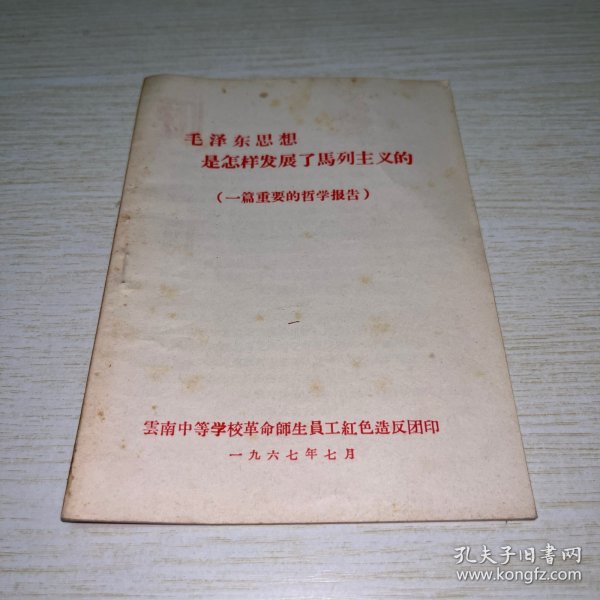 毛泽东思想
是怎样发展了馬列主义的
（一篇重要的哲学报告）
雲南中等学校革命師生員工紅色造反团印
一九六七年七月
孔夫子旧书网
www.kongfz.com